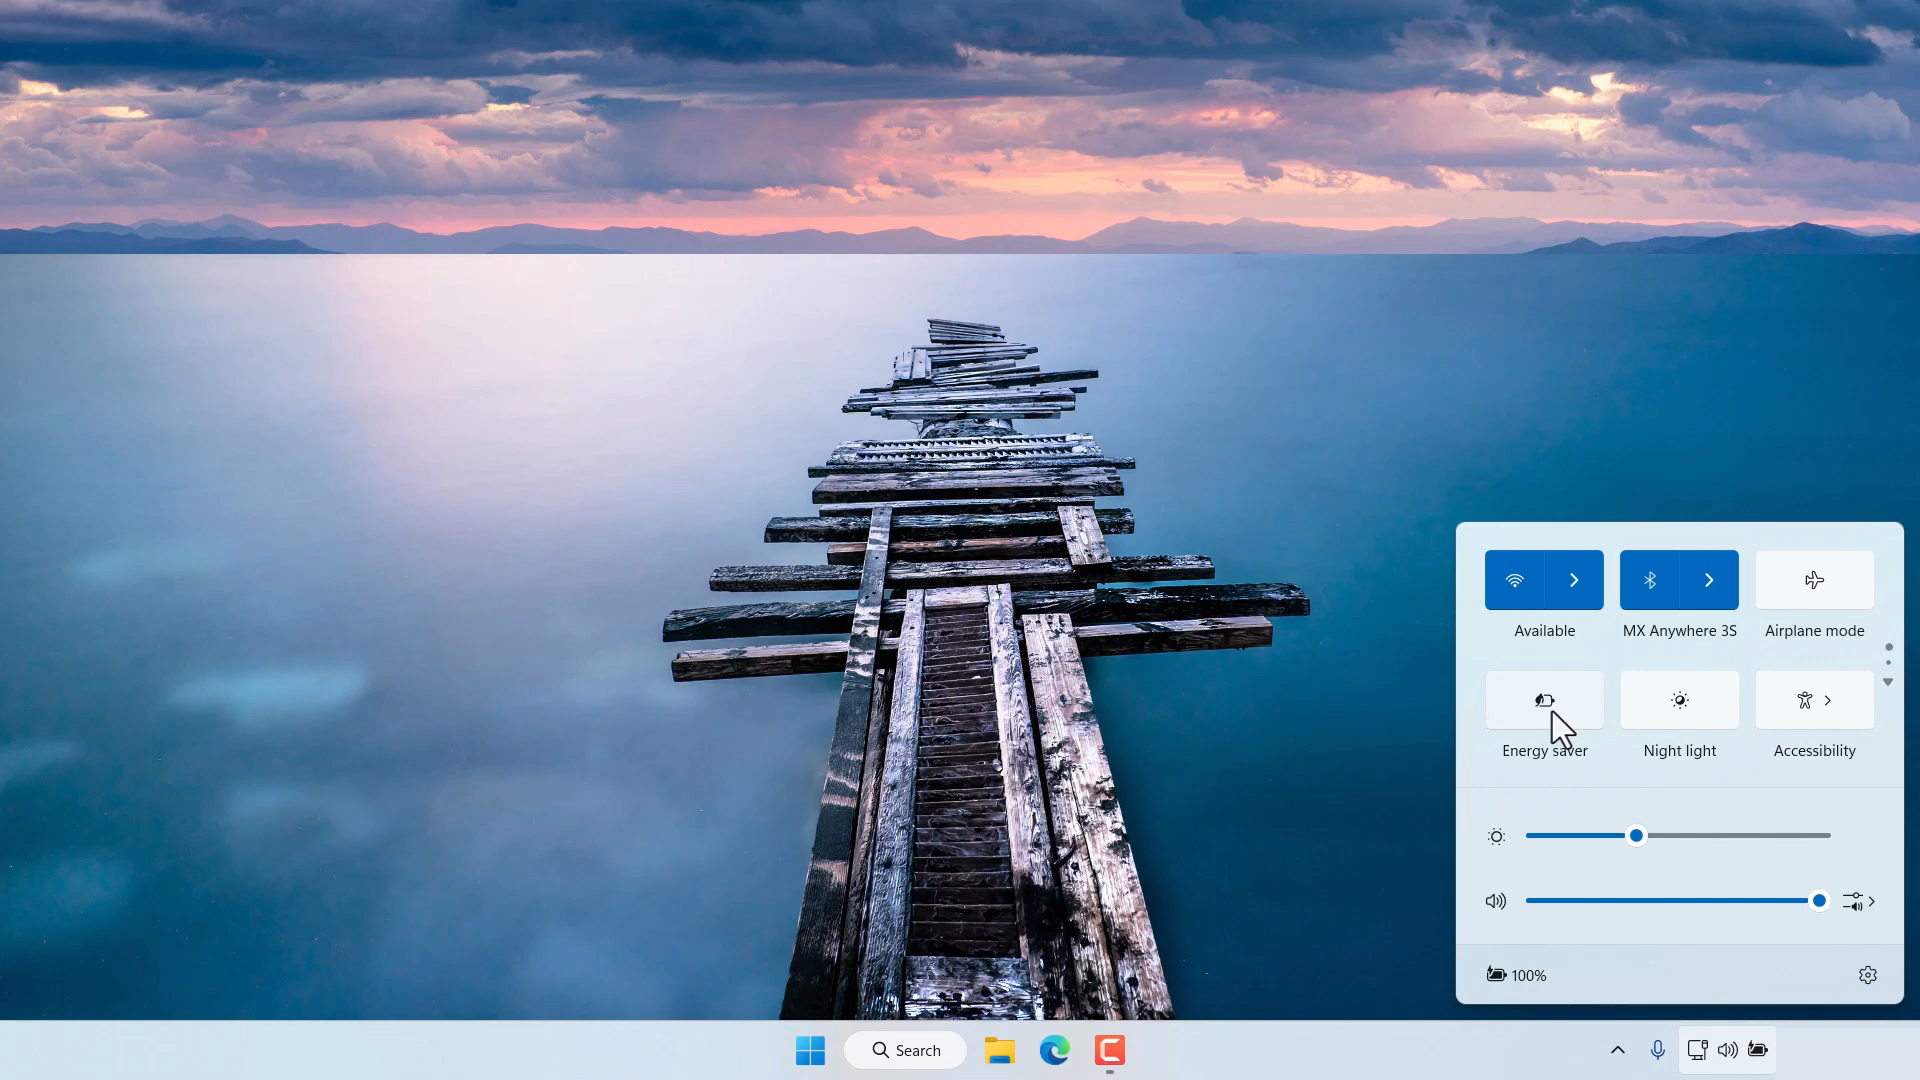 Available
MX Anywhere 3S
Airplane mode
Energy saver
Night light
Accessibility
100%
Search